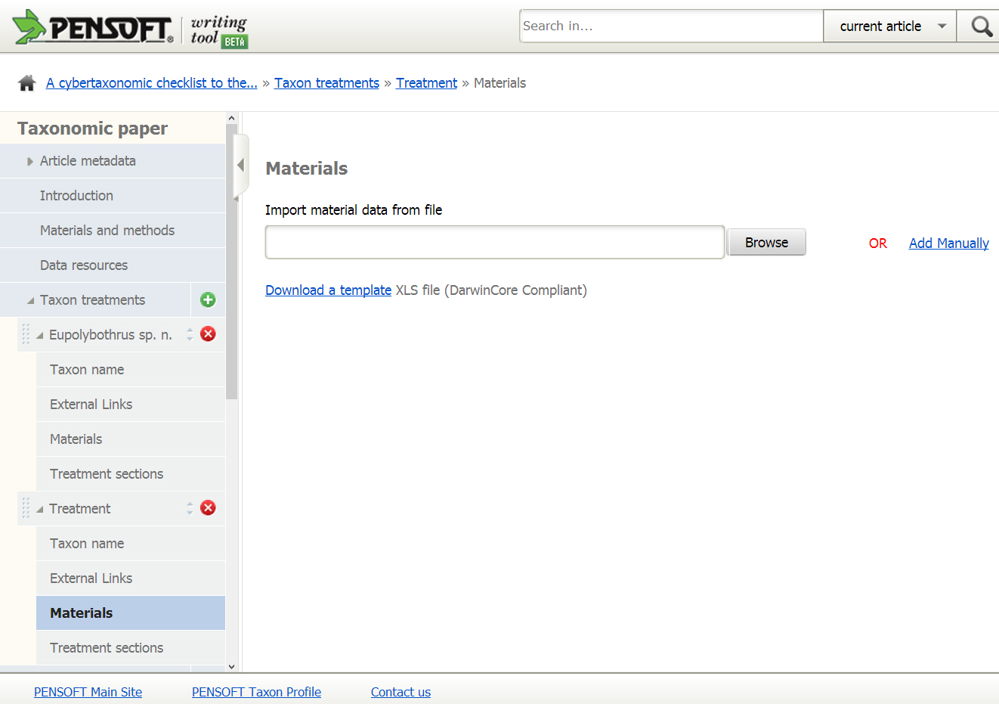 PENSOFT® writing tool BETA
Search in...
current article
A cybertaxonomic checklist to the... » Taxon treatments » Treatment » Materials
Taxonomic paper
Article metadata
Introduction
Materials and methods
Data resources
Taxon treatments
Eupolybothrus sp. n.
Taxon name
External Links
Materials
Treatment sections
Treatment
Taxon name
External Links
Materials
Treatment sections
Materials
Import material data from file
Browse
OR
Add Manually
Download a template XLS file (DarwinCore Compliant)
PENSOFT Main Site
PENSOFT Taxon Profile
Contact us